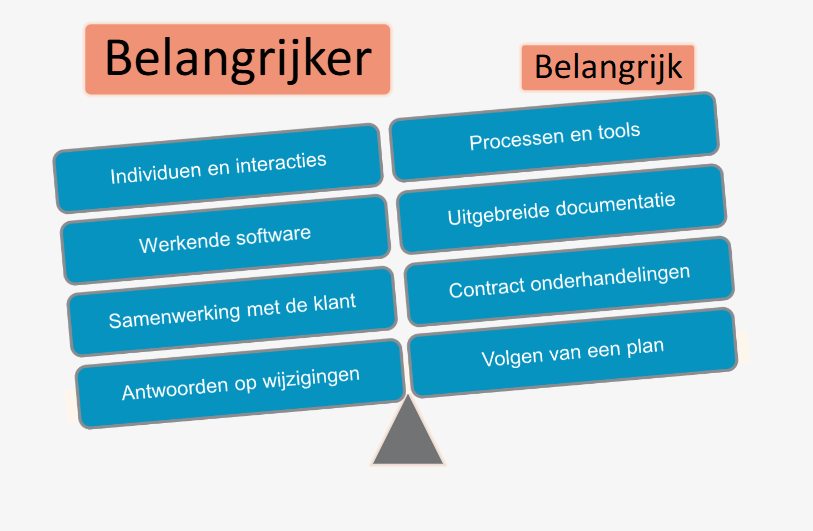 Belangrijker
Belangrijk
Individuen en interacties
Processen en tools
Werkende software
Uitgebreide documentatie
Samenwerking met de klant
Contract onderhandelingen
Antwoorden op wijzigingen
Volgen van een plan